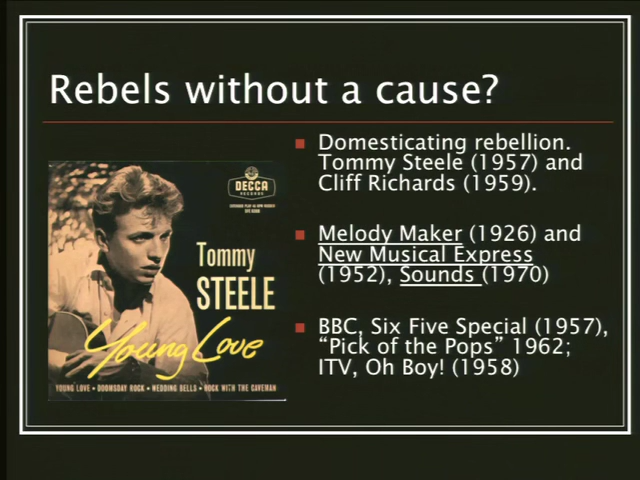 Rebels without a cause?
Domesticating rebellion.
Tommy Steele (1957) and
Cliff Richards (1959).
Melody Maker (1926) and
New Musical Express
(1952), Sounds (1970)
BBC, Six Five Special (1957),
“Pick of the Pops” 1962;
ITV, Oh Boy! (1958)
DECCA
RECORDS
Tommy
STEELE
Young Love
YOUNG LOVE • DOOMSDAY ROCK • WEDDING BELLS • ROCK WITH THE CAVEMAN